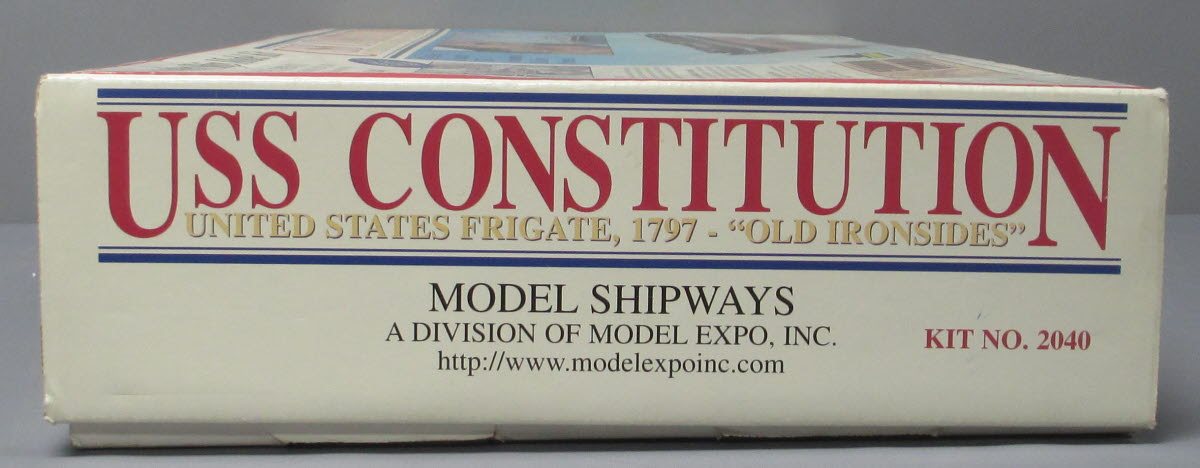 USS CONSTITUTION
UNITED STATES FRIGATE, 1797 - “OLD IRONSIDES”
MODEL SHIPWAYS
A DIVISION OF MODEL EXPO, INC.
http://www.modelexpoinc.com
KIT NO. 2040